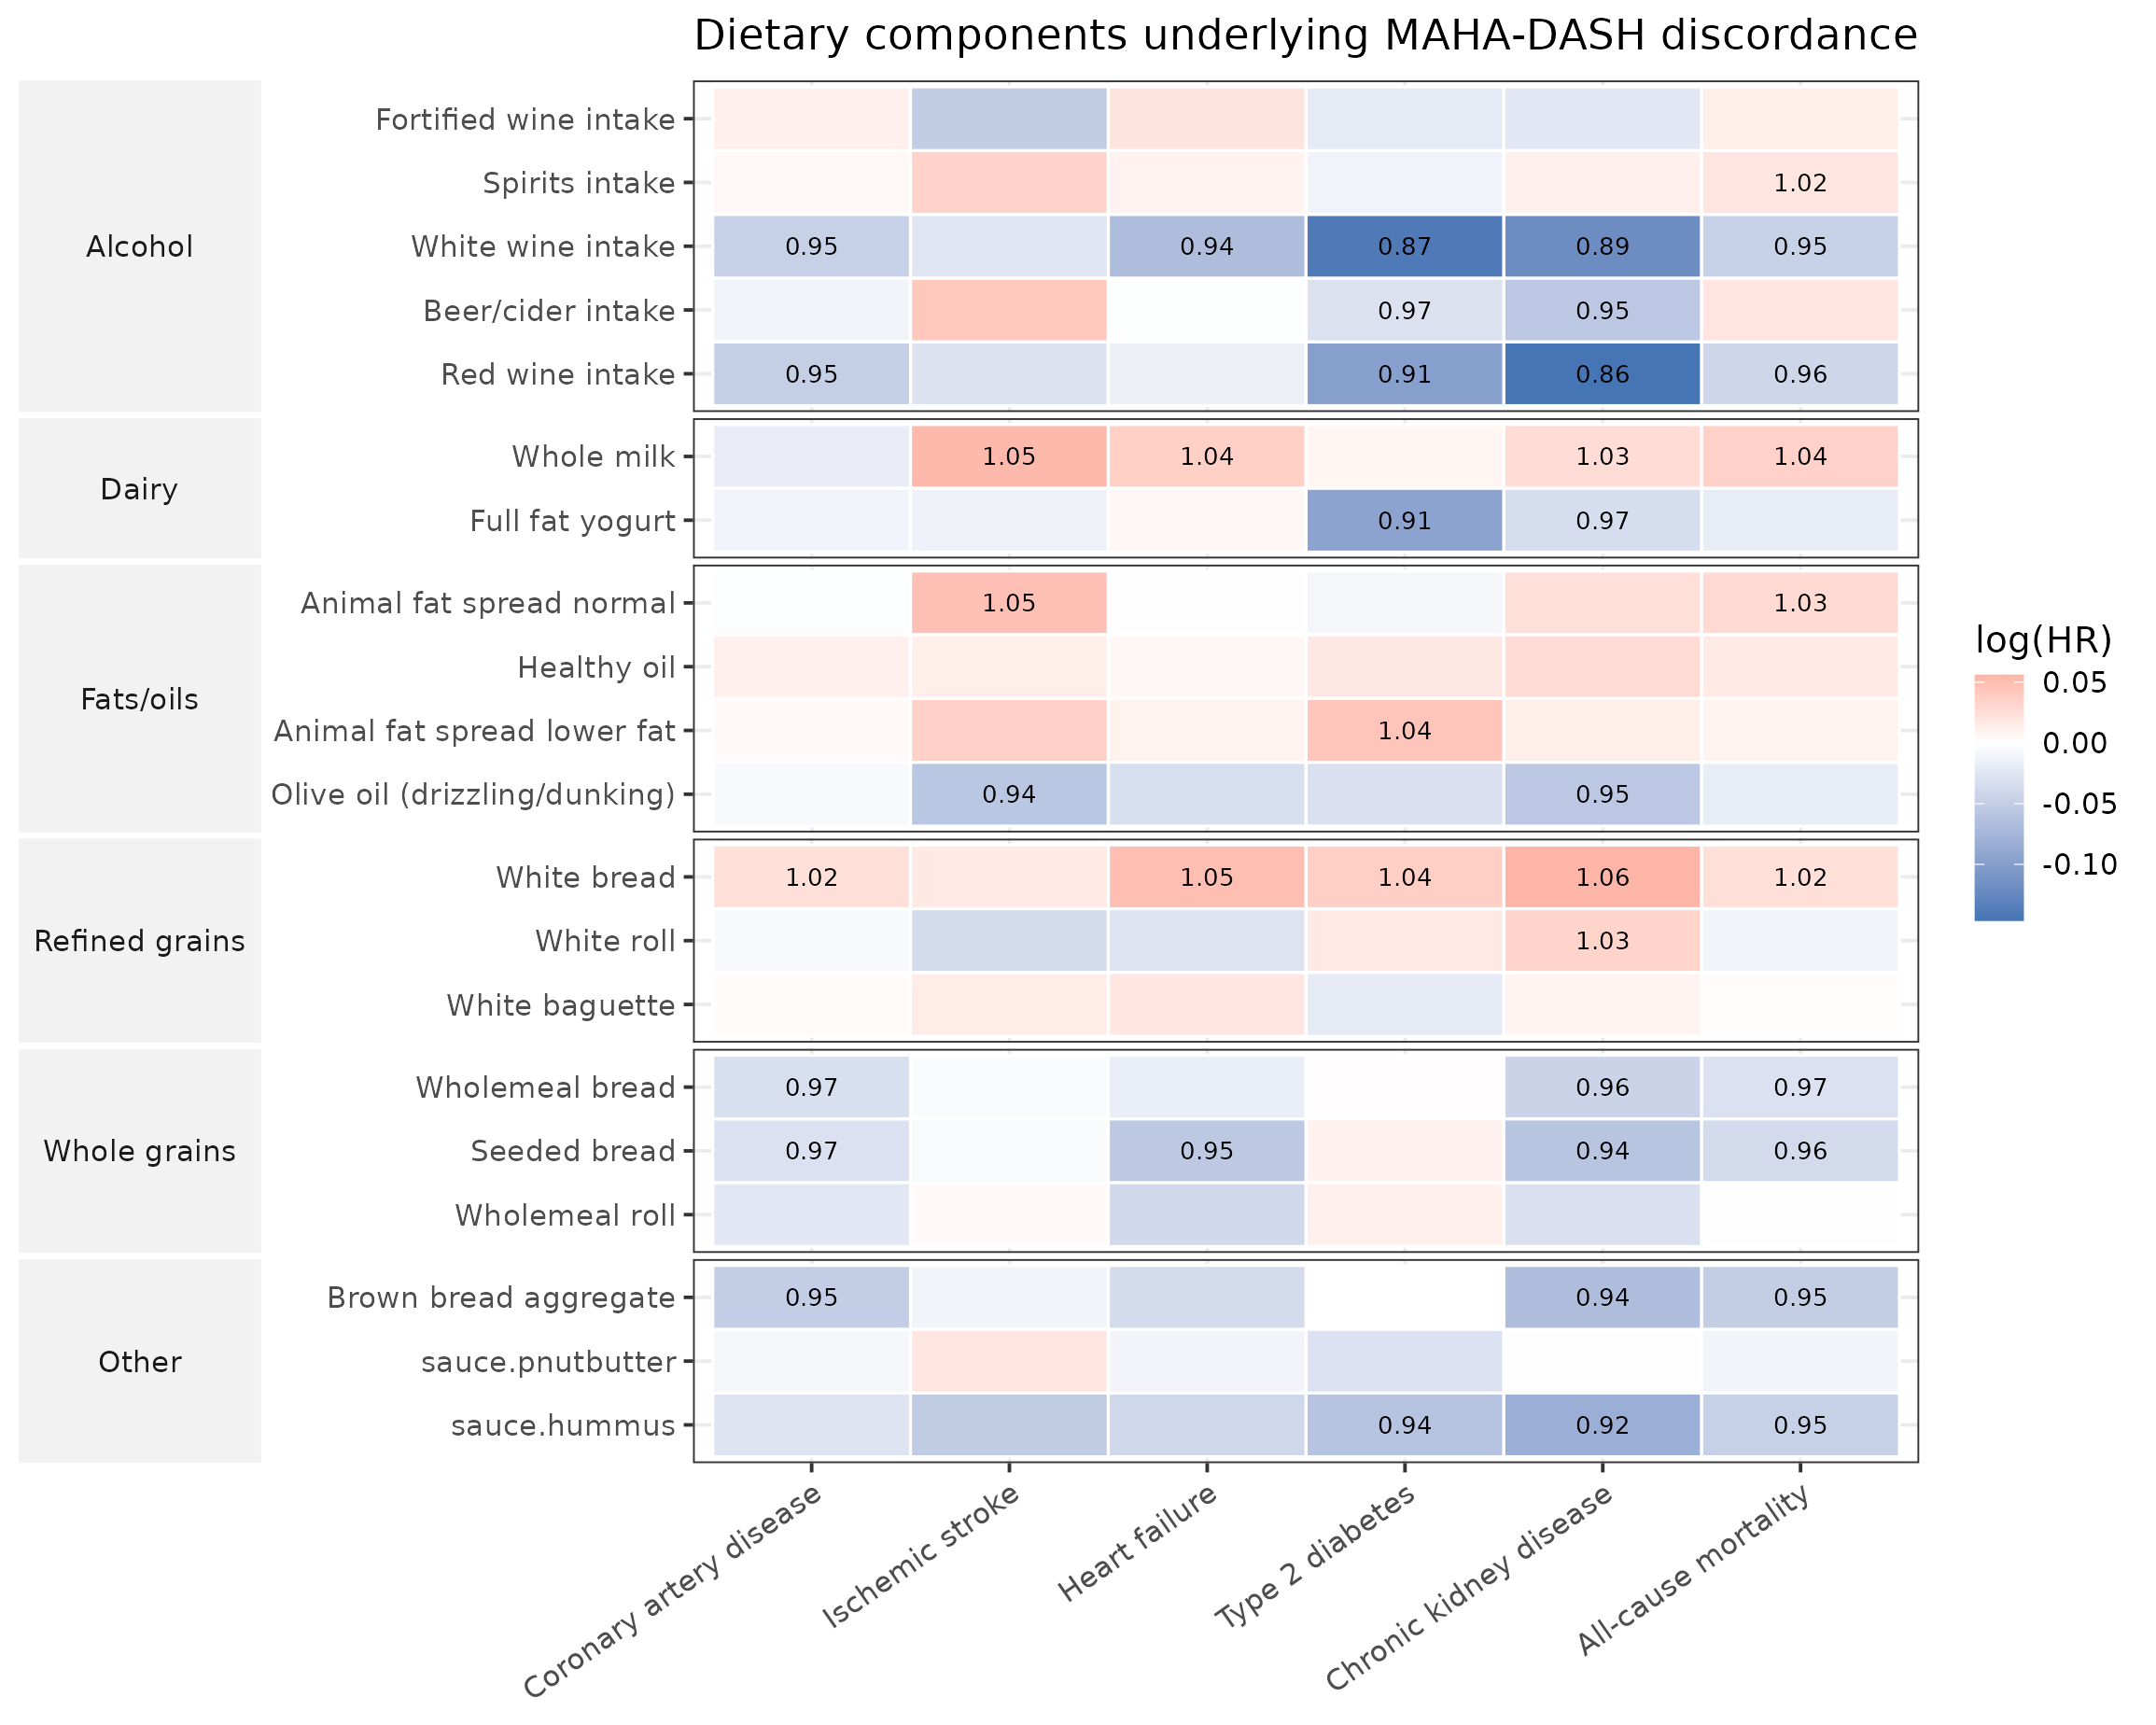 Dietary components underlying MAHA-DASH discordance
Alcohol
Fortified wine intake
Spirits intake 1.02
White wine intake 0.95 0.94 0.87 0.89 0.95
Beer/cider intake 0.97 0.95
Red wine intake 0.95 0.91 0.86 0.96
Dairy
Whole milk 1.05 1.04 1.03 1.04
Full fat yogurt 0.91 0.97
Fats/oils
Animal fat spread normal 1.05 1.03
Healthy oil
Animal fat spread lower fat 1.04
Olive oil (drizzling/dunking) 0.94 0.95
Refined grains
White bread 1.02 1.05 1.04 1.06 1.02
White roll 1.03
White baguette
Whole grains
Wholemeal bread 0.97 0.96 0.97
Seeded bread 0.97 0.95 0.94 0.96
Wholemeal roll
Other
Brown bread aggregate 0.95 0.94 0.95
sauce.pnutbutter
sauce.hummus 0.94 0.92 0.95
Coronary artery disease
Ischemic stroke
Heart failure
Type 2 diabetes
Chronic kidney disease
All-cause mortality
log(HR)
0.05
0.00
-0.05
-0.10